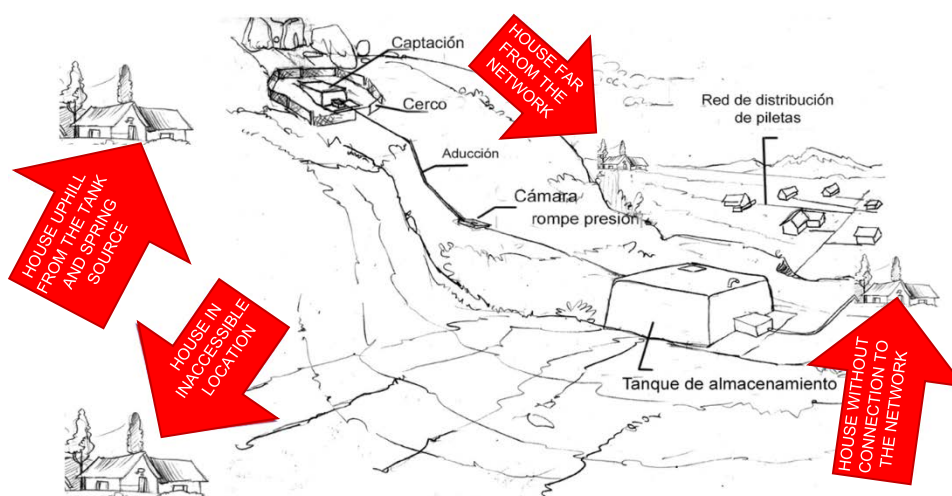 Captación
Cerco
HOUSE FAR
FROM THE
NETWORK
Red de distribución
de piletas
Aducción
Cámara
rompe presión
HOUSE UPHILL
FROM THE TANK
AND SPRING
SOURCE
HOUSE IN
INACCESSIBLE
LOCATION
Tanque de almacenamiento
HOUSE WITHOUT
CONNECTION TO
THE NETWORK